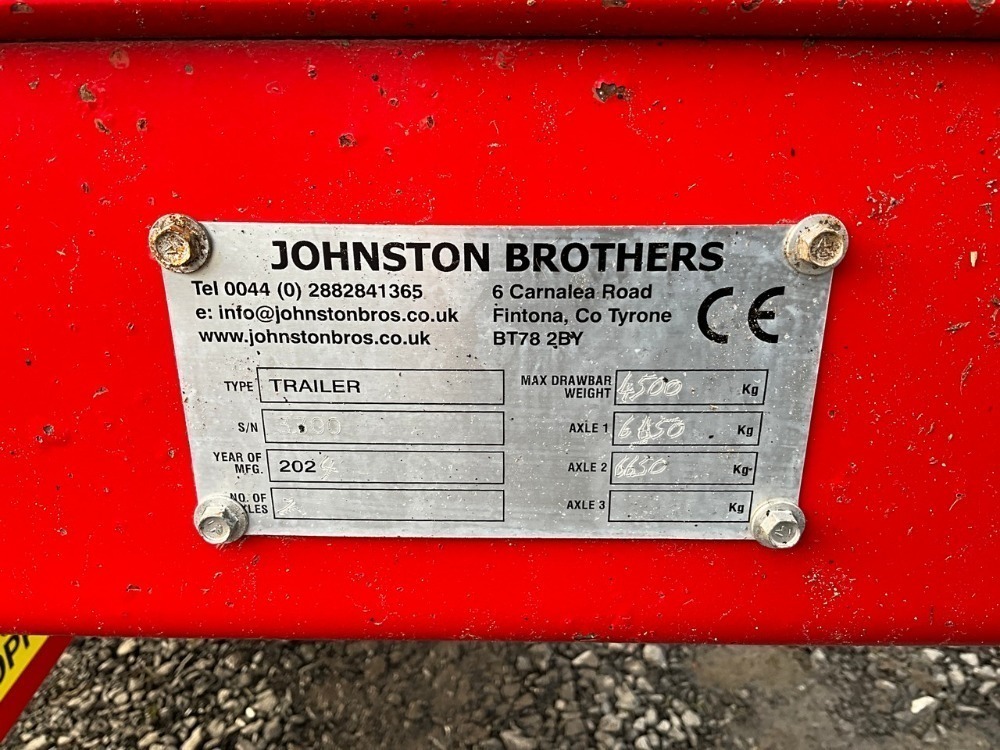 JOHNSTON BROTHERS
Tel 0044 (0) 2882841365
e: info@johnstonbros.co.uk
www.johnstonbros.co.uk
6 Carnalea Road
Fintona, Co Tyrone
BT78 2BY
CE
TYPE TRAILER
S/N
YEAR OF
MFG. 2024
NO. OF
2
MAX DRAWBAR
WEIGHT 4500 Kg
AXLE 1 Kg
AXLE 2 6650 Kg
AXLE 3 Kg